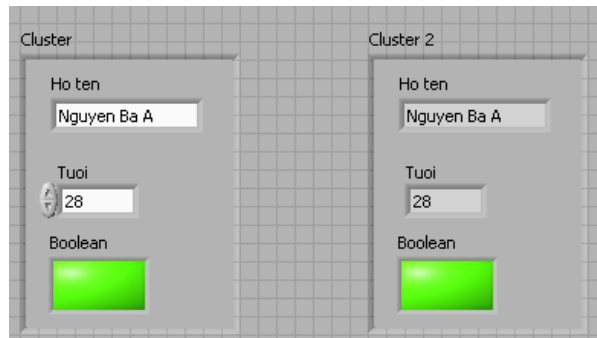 Cluster
Ho ten
Nguyen Ba A
Tuoi
28
Boolean
Cluster 2
Ho ten
Nguyen Ba A
Tuoi
28
Boolean